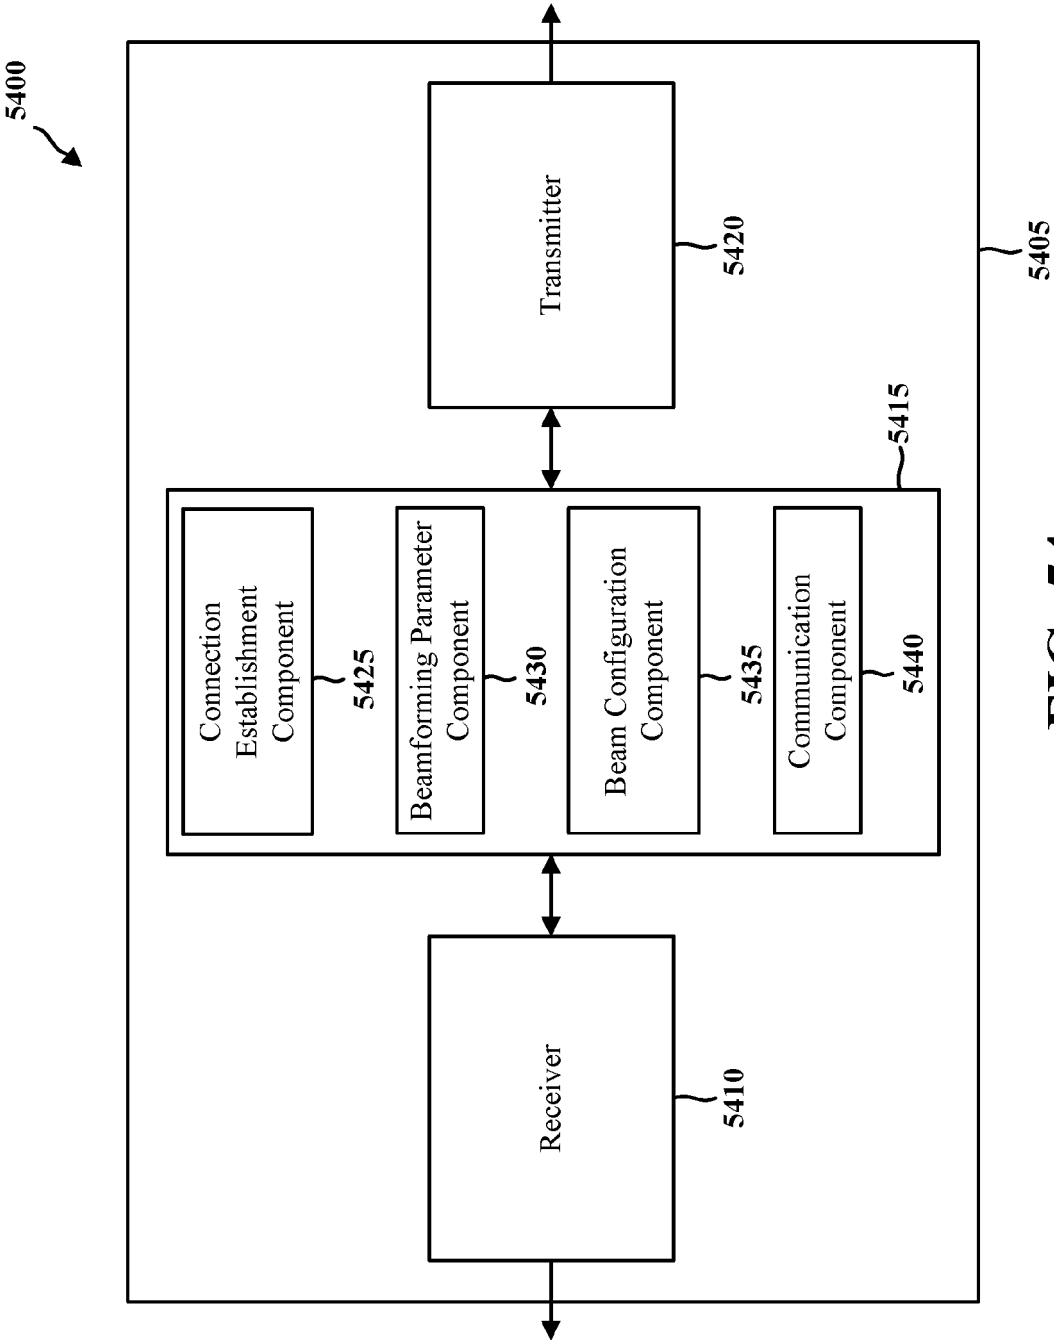 5400
Receiver
5410
Connection
Establishment
Component
5425
Beamforming Parameter
Component
5430
Beam Configuration
Component
5435
Communication
Component
5440
5415
Transmitter
5420
5405